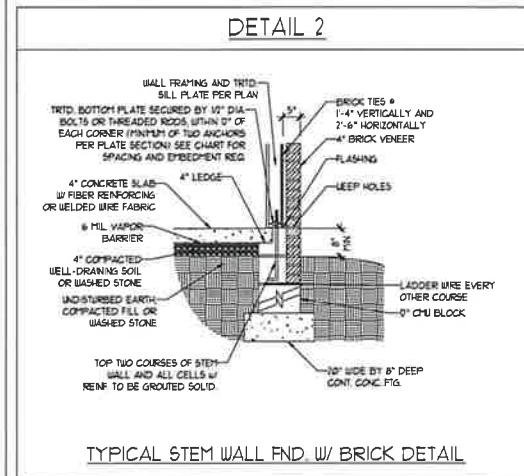 DETAIL 2
WALL FRAMING AND TRTD.
SILL PLATE PER PLAN
TRTD. BOTTOM PLATE SECURED BY 1/2" DIA.
BOLTS OR THREADED RODS, WITHIN 12" OF
EACH CORNER (MINIMUM OF TWO ANCHORS
PER PLATE SECTION) SEE CHART FOR
SPACING AND EMBEDMENT REQ.
4" LEDGE
4" CONCRETE SLAB
W/ FIBER REINFORCING
OR WELDED WIRE FABRIC
6 MIL VAPOR
BARRIER
4" COMPACTED
WELL-DRAINING SOIL
OR WASHED STONE
UNDISTURBED EARTH,
COMPACTED FILL OR
WASHED STONE
TOP TWO COURSES OF STEM
WALL AND ALL CELLS W/
REINF TO BE GROUTED SOLID.
5"
BRICK TIES @
1'-4" VERTICALLY AND
2'-6" HORIZONTALLY
4" BRICK VENEER
FLASHING
WEEP HOLES
8"
MIN.
LADDER WIRE EVERY
OTHER COURSE
CMU BLOCK
WIDE BY 8" DEEP
CONT. CONC. FTG.
TYPICAL STEM WALL FND. W/ BRICK DETAIL